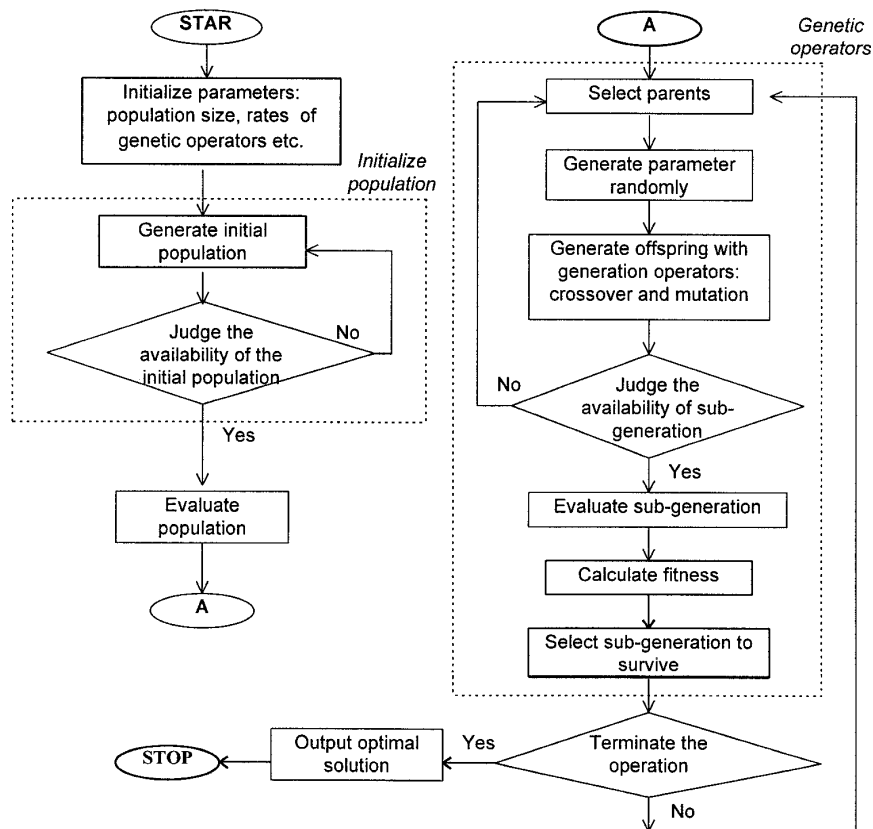 STAR
Initialize parameters:
population size, rates of
genetic operators etc.
Initialize
population
Generate initial
population
Judge the
availability of the
initial population
No
Yes
Evaluate
population
A
A
Genetic
operators
Select parents
Generate parameter
randomly
Generate offspring with
generation operators:
crossover and mutation
No
Judge the
availability of sub-
generation
Yes
Evaluate sub-generation
Calculate fitness
Select sub-generation to
survive
Terminate the
operation
Yes
Output optimal
solution
STOP
No